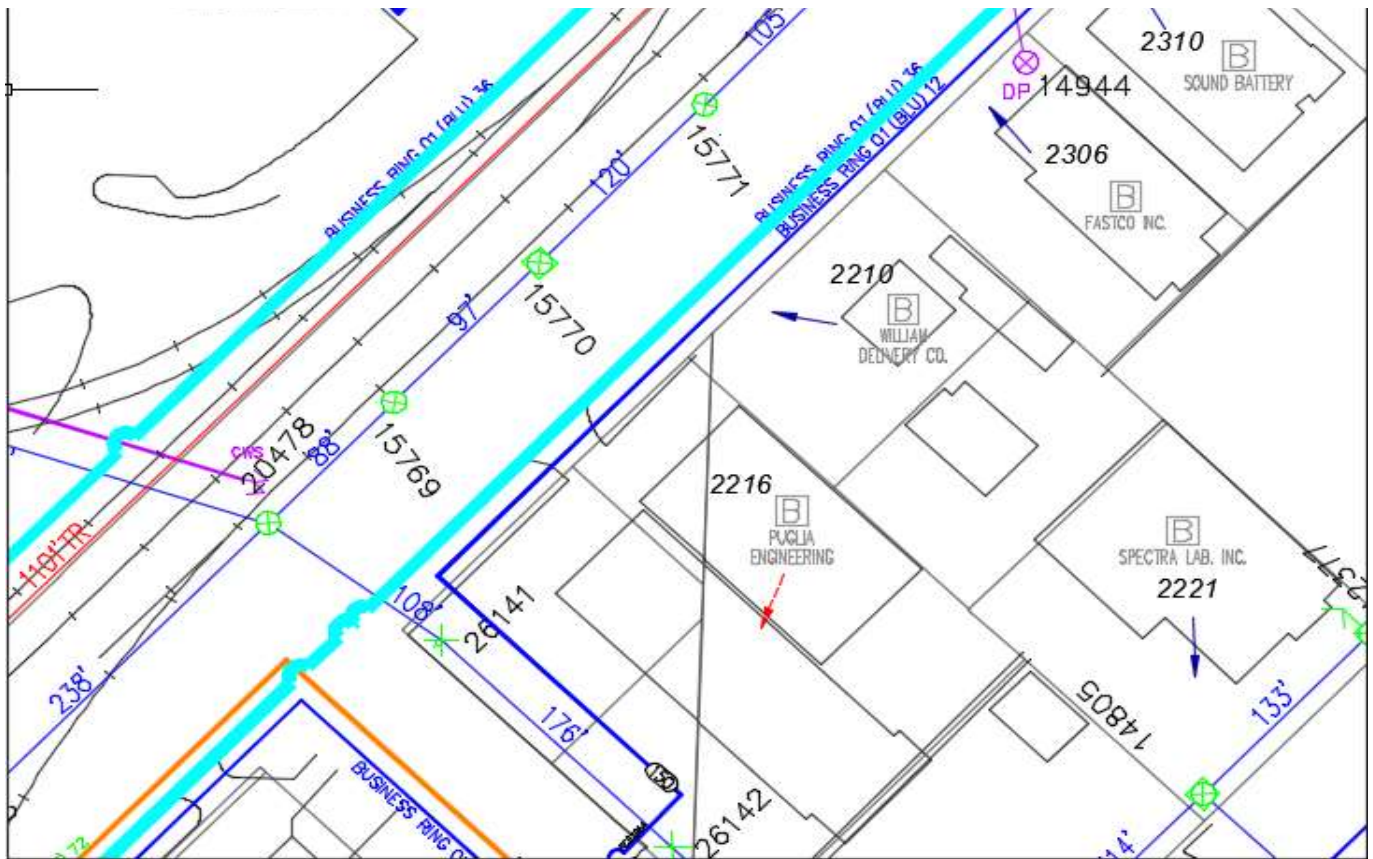 2310
B
SOUND BATTERY
105'
DP 14944
BUSINESS RING 01 (BLU) 36
BUSINESS RING 01 (BLU) 36
BUSINESS RING 01 (BLU) 12
15771
2306
B
FASTCO INC.
120'
15770
97'
2210
B
WILLIAM
DELIVERY CO.
15769
88'
CWS
20478
2216
B
PUGLIA
ENGINEERING
B
SPECTRA LAB. INC.
2221
1101'TR
108'
26141
238'
176'
14805
133'
150
BUSINESS RING
26142
72